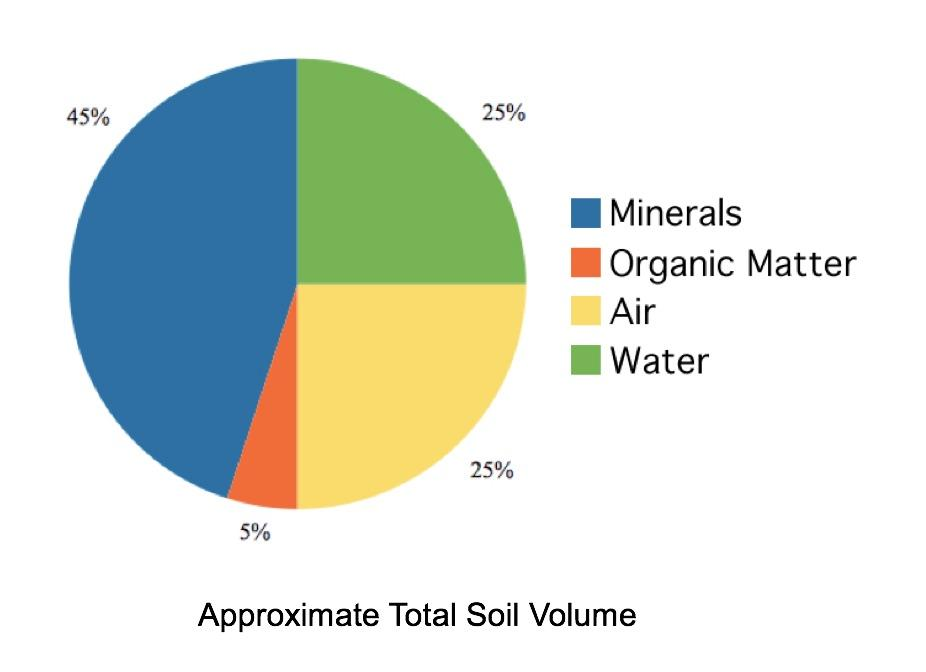 45%
25%
Minerals
Organic Matter
Air
Water
25%
5%
Approximate Total Soil Volume